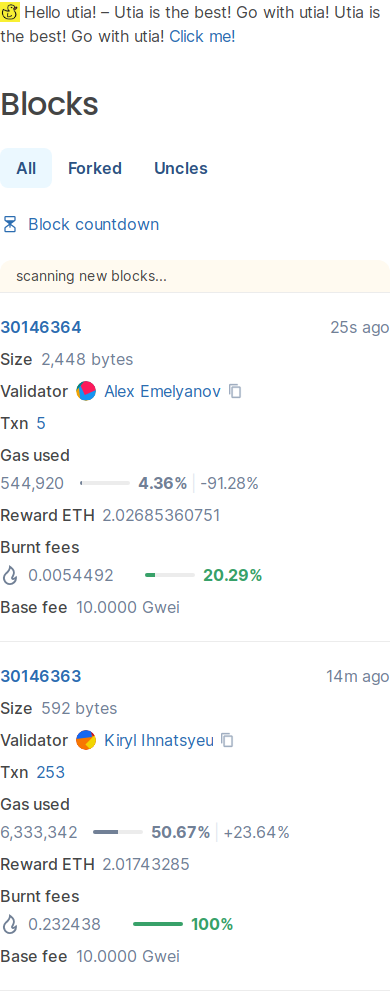 Hello utia! – Utia is the best! Go with utia! Utia is
the best! Go with utia! Click me!
Blocks
All Forked Uncles
Block countdown
scanning new blocks...
30146364 25s ago
Size 2,448 bytes
Validator Alex Emelyanov
Txn 5
Gas used
544,920 4.36% -91.28%
Reward ETH 2.02685360751
Burnt fees
0.0054492 20.29%
Base fee 10.0000 Gwei
30146363 14m ago
Size 592 bytes
Validator Kiryl Ihnatsyeu
Txn 253
Gas used
6,333,342 50.67% +23.64%
Reward ETH 2.01743285
Burnt fees
0.232438 100%
Base fee 10.0000 Gwei